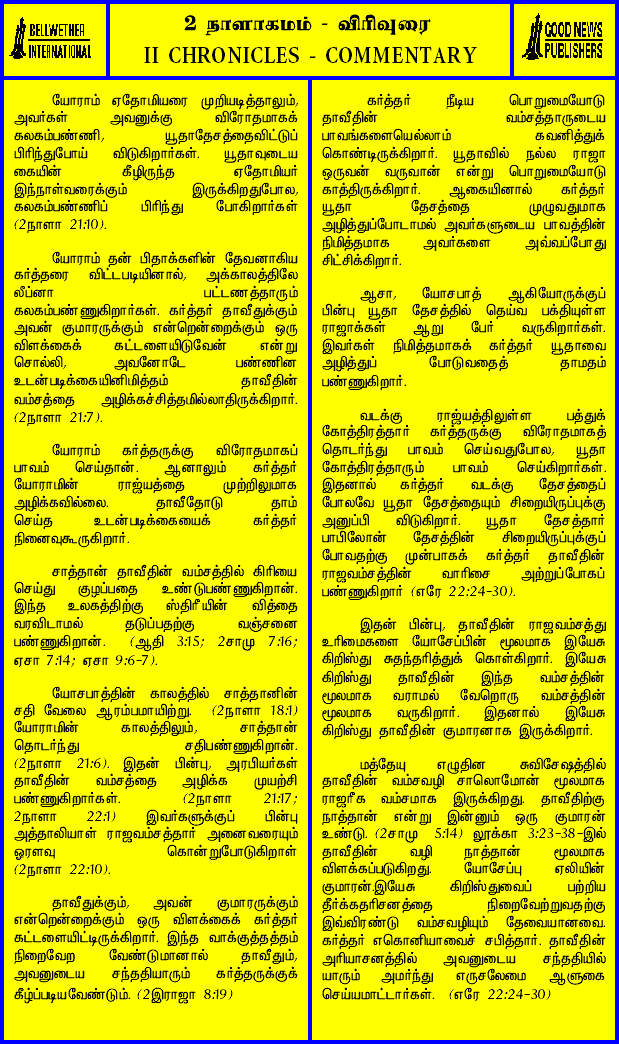 BELLWETHER
INTERNATIONAL
2 நாளாகமம் - விரிவுரை
II CHRONICLES - COMMENTARY
GOOD NEWS
PUBLISHERS
யோராம் ஏதோமியரை முறியடித்தாலும்,
அவர்கள் அவனுக்கு விரோதமாகக்
கலகம்பண்ணி, யூதாதேசத்தைவிட்டுப்
பிரிந்துபோய் விடுகிறார்கள். யூதாவுடைய
கையின் கீழிருந்த ஏதோமியர்
இந்நாள்வரைக்கும் இருக்கிறதுபோல,
கலகம்பண்ணிப் பிரிந்து போகிறார்கள்
(2நாளா 21:10).
யோராம் தன் பிதாக்களின் தேவனாகிய
கர்த்தரை விட்டபடியினால், அக்காலத்திலே
லீப்னா பட்டணத்தாரும்
கலகம்பண்ணுகிறார்கள். கர்த்தர் தாவீதுக்கும்
அவன் குமாரருக்கும் என்றென்றைக்கும் ஒரு
விளக்கைக் கட்டளையிடுவேன் என்று
சொல்லி, அவனோடே பண்ணின
உடன்படிக்கையினிமித்தம் தாவீதின்
வம்சத்தை அழிக்கச்சித்தமில்லாதிருக்கிறார்.
(2நாளா 21:7).
யோராம் கர்த்தருக்கு விரோதமாகப்
பாவம் செய்தான். ஆனாலும் கர்த்தர்
யோராமின் ராஜ்யத்தை முற்றிலுமாக
அழிக்கவில்லை. தாவீதோடு தாம்
செய்த உடன்படிக்கையைக் கர்த்தர்
நினைவுகூருகிறார்.
சாத்தான் தாவீதின் வம்சத்தில் கிரியை
செய்து குழப்பதை உண்டுபண்ணுகிறான்.
இந்த உலகத்திற்கு ஸ்திரீயின் வித்தை
வரவிடாமல் தடுப்பதற்கு வஞ்சனை
பண்ணுகிறான். (ஆதி 3:15; 2சாமு 7:16;
ஏசா 7:14; ஏசா 9:6-7).
யோசபாத்தின் காலத்தில் சாத்தானின்
சதி வேலை ஆரம்பமாயிற்று. (2நாளா 18:1)
யோராமின் காலத்திலும், சாத்தான்
தொடர்ந்து சதிபண்ணுகிறான்.
(2நாளா 21:6). இதன் பின்பு, அரபியர்கள்
தாவீதின் வம்சத்தை அழிக்க முயற்சி
பண்ணுகிறார்கள். (2நாளா 21:17;
2நாளா 22:1) இவர்களுக்குப் பின்பு
அத்தாலியாள் ராஜவம்சத்தார் அனைவரையும்
ஓரளவு கொன்றுபோடுகிறாள்
(2நாளா 22:10).
தாவீதுக்கும், அவன் குமாரருக்கும்
என்றென்றைக்கும் ஒரு விளக்கைக் கர்த்தர்
கட்டளையிட்டிருக்கிறார். இந்த வாக்குத்தத்தம்
நிறைவேற வேண்டுமானால் தாவீதும்,
அவனுடைய சந்ததியாரும் கர்த்தருக்குக்
கீழ்ப்படியவேண்டும். (2இராஜா 8:19)
கர்த்தர் நீடிய பொறுமையோடு
தாவீதின் வம்சத்தாருடைய
பாவங்களையெல்லாம் கவனித்துக்
கொண்டிருக்கிறார். யூதாவில் நல்ல ராஜா
ஒருவன் வருவான் என்று பொறுமையோடு
காத்திருக்கிறார். ஆகையினால் கர்த்தர்
யூதா தேசத்தை முழுவதுமாக
அழித்துப்போடாமல் அவர்களுடைய பாவத்தின்
நிமித்தமாக அவர்களை அவ்வப்போது
சிட்சிக்கிறார்.
ஆசா, யோசபாத் ஆகியோருக்குப்
பின்பு யூதா தேசத்தில் தெய்வ பக்தியுள்ள
ராஜாக்கள் ஆறு பேர் வருகிறார்கள்.
இவர்கள் நிமித்தமாகக் கர்த்தர் யூதாவை
அழித்துப் போடுவதைத் தாமதம்
பண்ணுகிறார்.
வடக்கு ராஜ்யத்திலுள்ள பத்துக்
கோத்திரத்தார் கர்த்தருக்கு விரோதமாகத்
தொடர்ந்து பாவம் செய்வதுபோல, யூதா
கோத்திரத்தாரும் பாவம் செய்கிறார்கள்.
இதனால் கர்த்தர் வடக்கு தேசத்தைப்
போலவே யூதா தேசத்தையும் சிறையிருப்புக்கு
அனுப்பி விடுகிறார். யூதா தேசத்தார்
பாபிலோன் தேசத்தின் சிறையிருப்புக்குப்
போவதற்கு முன்பாகக் கர்த்தர் தாவீதின்
ராஜவம்சத்தின் வாரிசை அற்றுப்போகப்
பண்ணுகிறார் (எரே 22:24-30).
இதன் பின்பு, தாவீதின் ராஜவம்சத்து
உரிமைகளை யோசேப்பின் மூலமாக இயேசு
கிறிஸ்து சுதந்தரித்துக் கொள்கிறார். இயேசு
கிறிஸ்து தாவீதின் இந்த வம்சத்தின்
மூலமாக வராமல் வேறொரு வம்சத்தின்
மூலமாக வருகிறார். இதனால் இயேசு
கிறிஸ்து தாவீதின் குமாரனாக இருக்கிறார்.
மத்தேயு எழுதின சுவிசேஷத்தில்
தாவீதின் வம்சவழி சாலொமோன் மூலமாக
ராஜரீக வம்சமாக இருக்கிறது. தாவீதிற்கு
நாத்தான் என்று இன்னும் ஒரு குமாரன்
உண்டு. (2சாமு 5:14) லூக்கா 3:23-38-இல்
தாவீதின் வழி நாத்தான் மூலமாக
விளக்கப்படுகிறது. யோசேப்பு ஏலியின்
குமாரன்.இயேசு கிறிஸ்துவைப் பற்றிய
தீர்க்கதரிசனத்தை நிறைவேற்றுவதற்கு
இவ்விரண்டு வம்சவழியும் தேவையானவை.
கர்த்தர் எகொனியாவைச் சபித்தார். தாவீதின்
அரியாசனத்தில் அவனுடைய சந்ததியில்
யாரும் அமர்ந்து எருசலேமை ஆளுகை
செய்யமாட்டார்கள். (எரே 22:24-30)